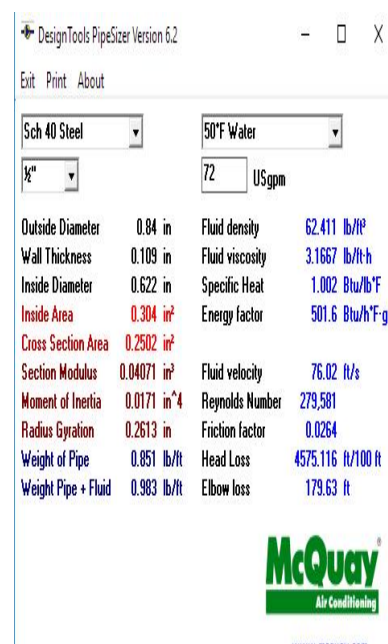 DesignTools PipeSizer Version 6.2
Exit Print About
Sch 40 Steel 50°F Water
½" 72 USgpm
Outside Diameter 0.84 in Fluid density 62.411 lb/ft³
Wall Thickness 0.109 in Fluid viscosity 3.1667 lb/ft·h
Inside Diameter 0.622 in Specific Heat 1.002 Btu/lb°F
Inside Area 0.304 in² Energy factor 501.6 Btu/h°F·g
Cross Section Area 0.2502 in²
Section Modulus 0.04071 in³ Fluid velocity 76.02 ft/s
Moment of Inertia 0.0171 in^4 Reynolds Number 279,581
Radius Gyration 0.2613 in Friction factor 0.0264
Weight of Pipe 0.851 lb/ft Head Loss 4575.116 ft/100 ft
Weight Pipe + Fluid 0.983 lb/ft Elbow loss 179.63 ft
McQuay®
Air Conditioning